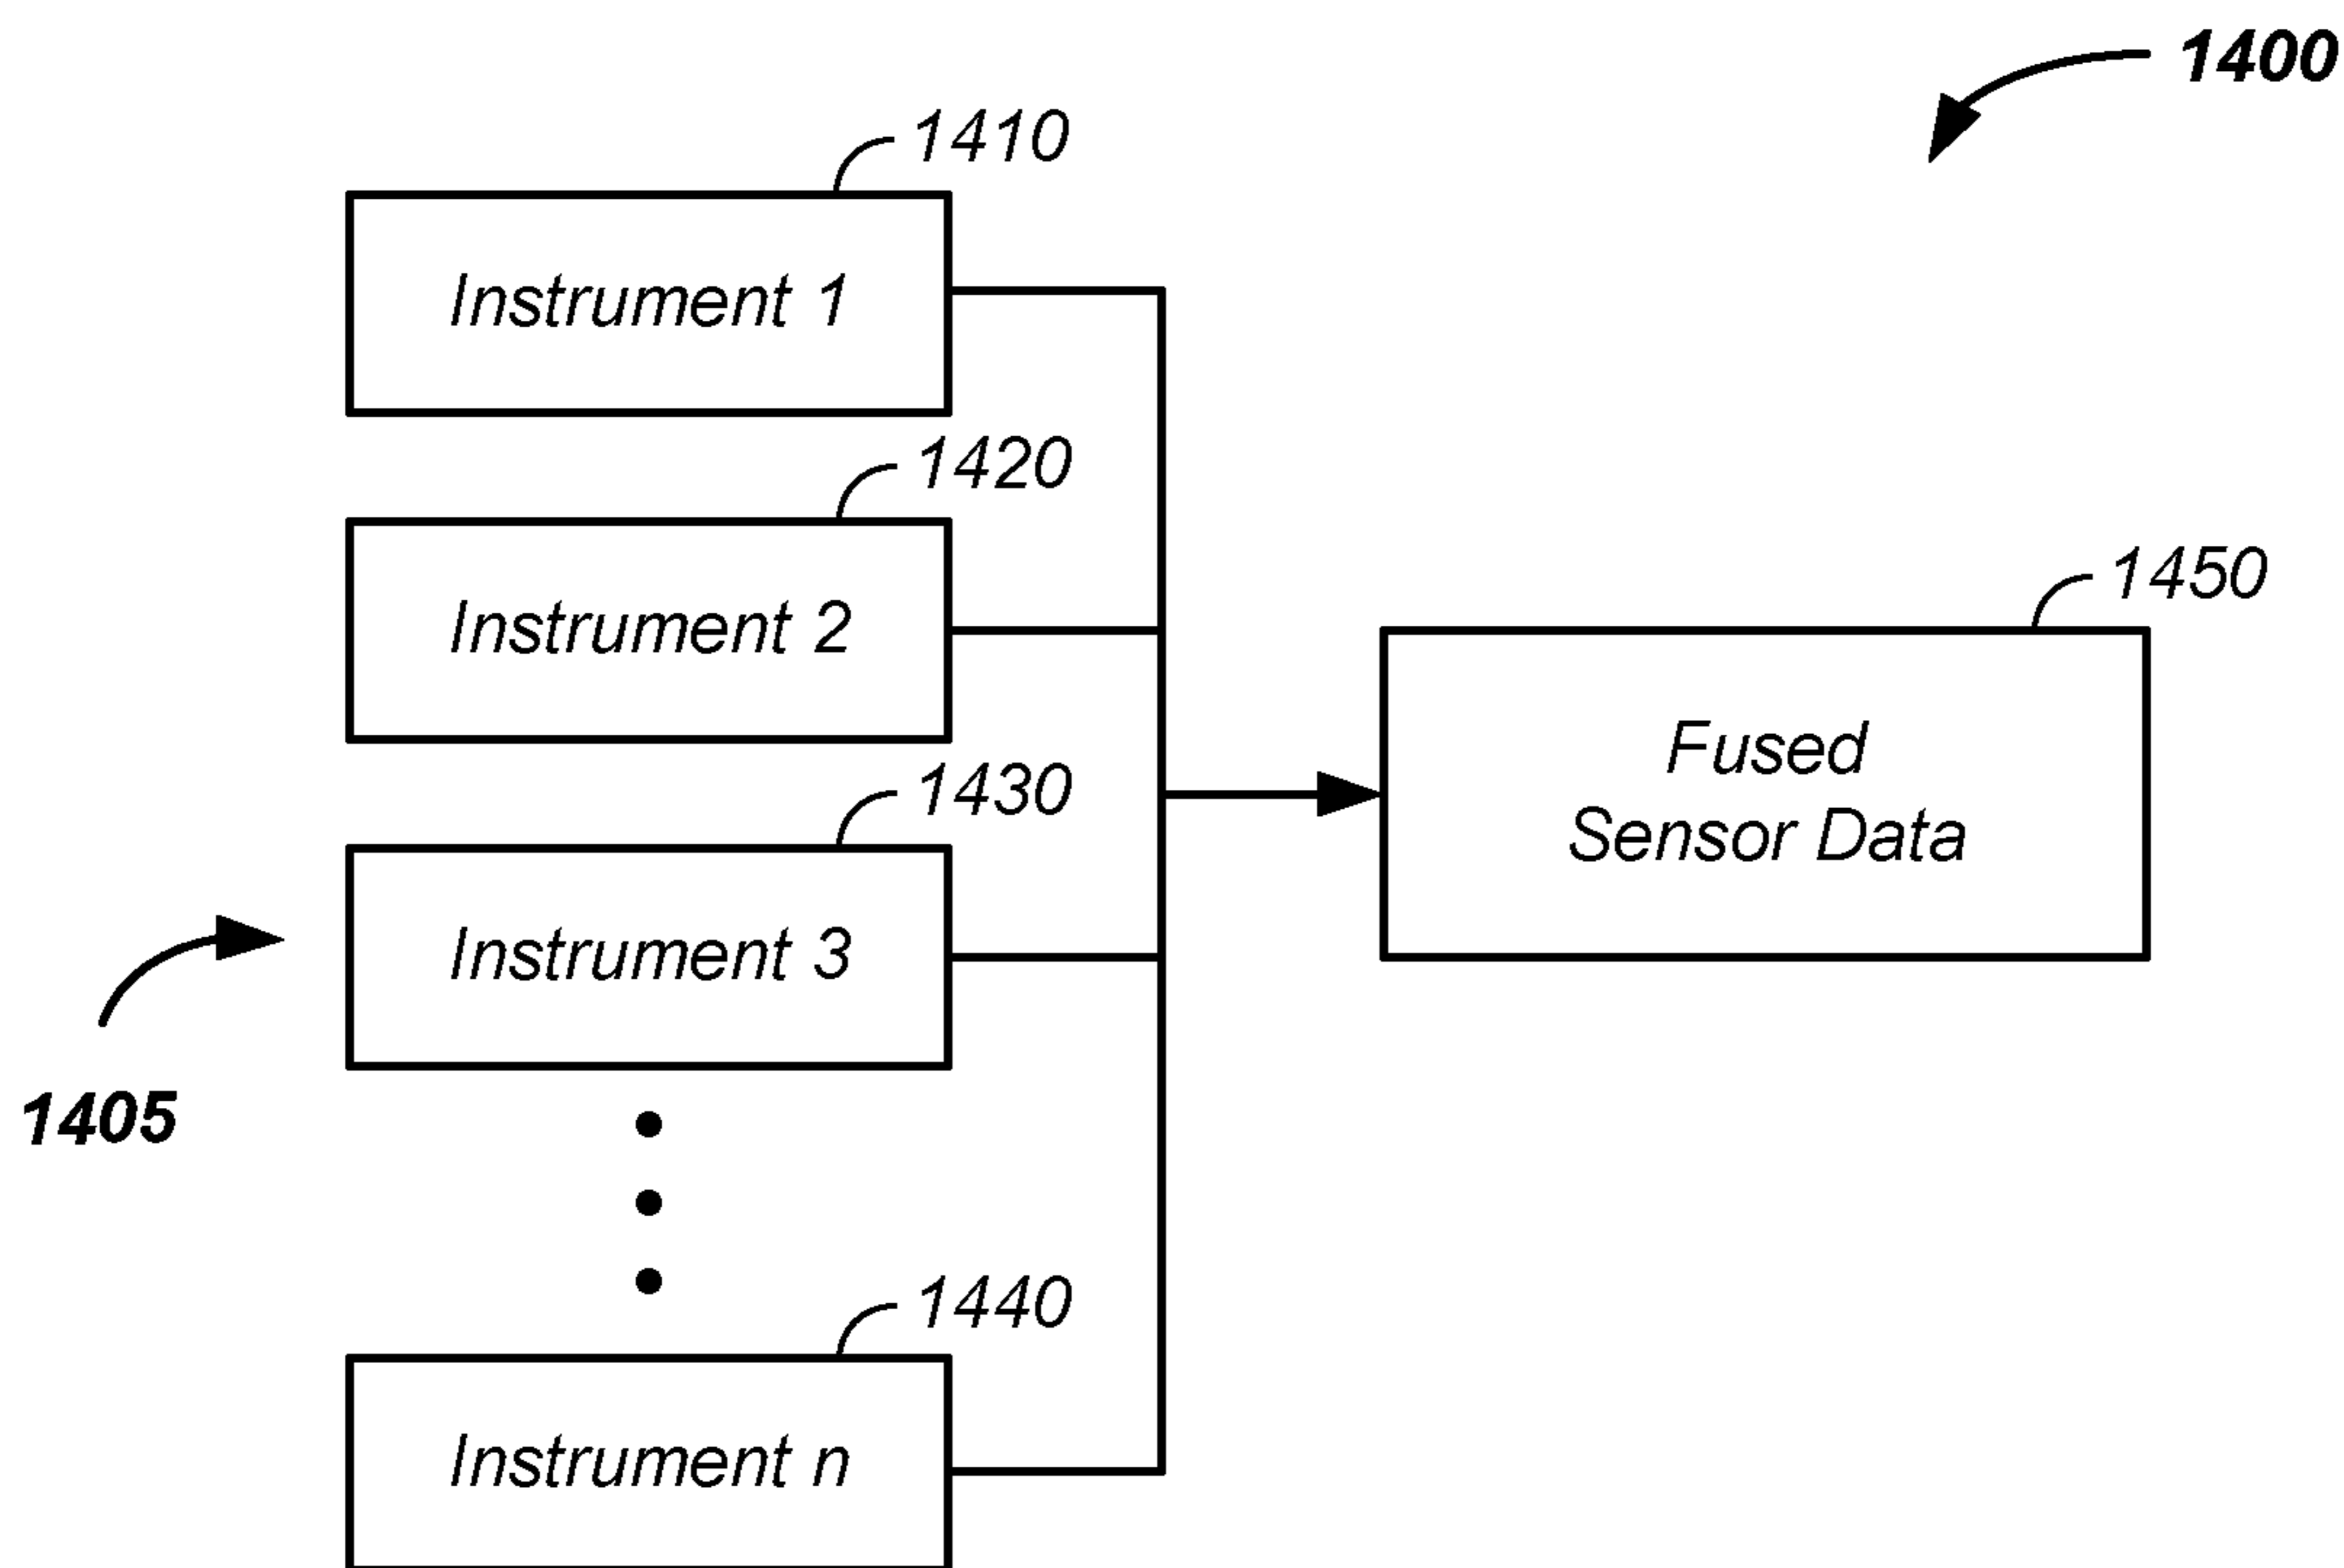 1400
1410
Instrument 1
1420
Instrument 2
1450
Fused
Sensor Data
1430
Instrument 3
1405
1440
Instrument n